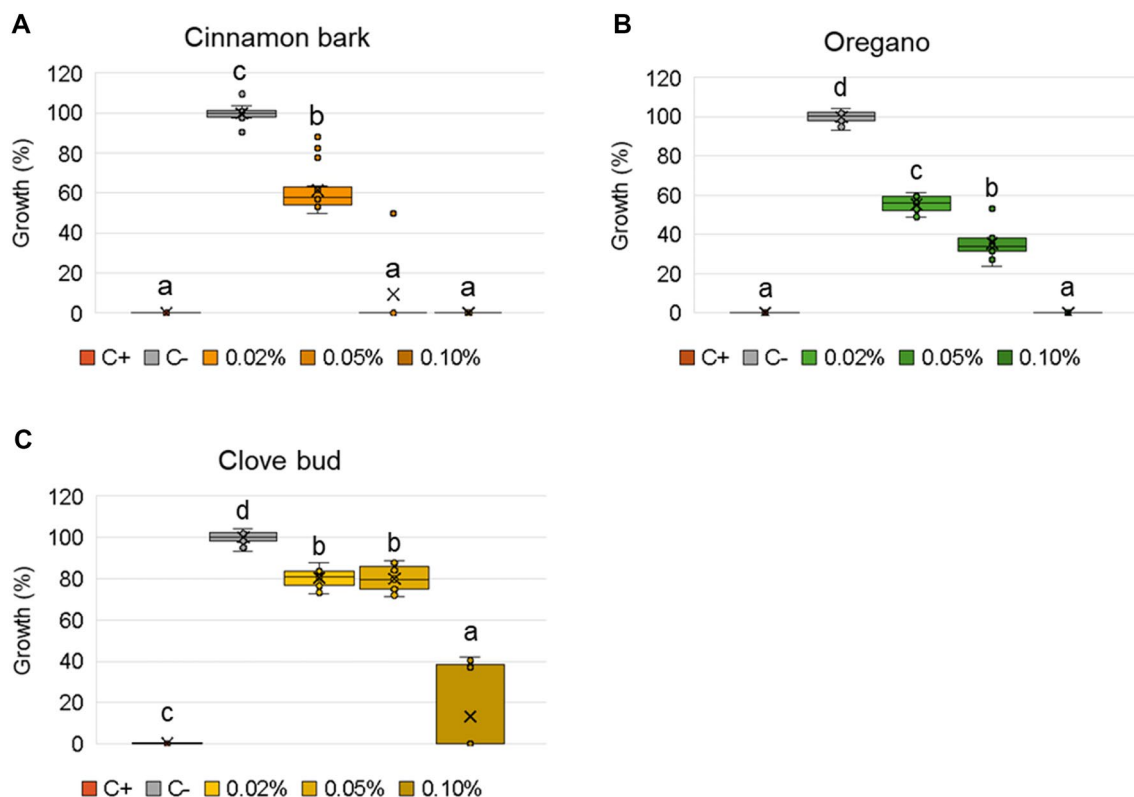 A
Cinnamon bark
Growth (%)
120
100
80
60
40
20
0
a
c
b
a
a
C+ C- 0.02% 0.05% 0.10%
B
Oregano
Growth (%)
120
100
80
60
40
20
0
a
d
c
b
a
C+ C- 0.02% 0.05% 0.10%
C
Clove bud
Growth (%)
120
100
80
60
40
20
0
c
d
b
b
a
C+ C- 0.02% 0.05% 0.10%